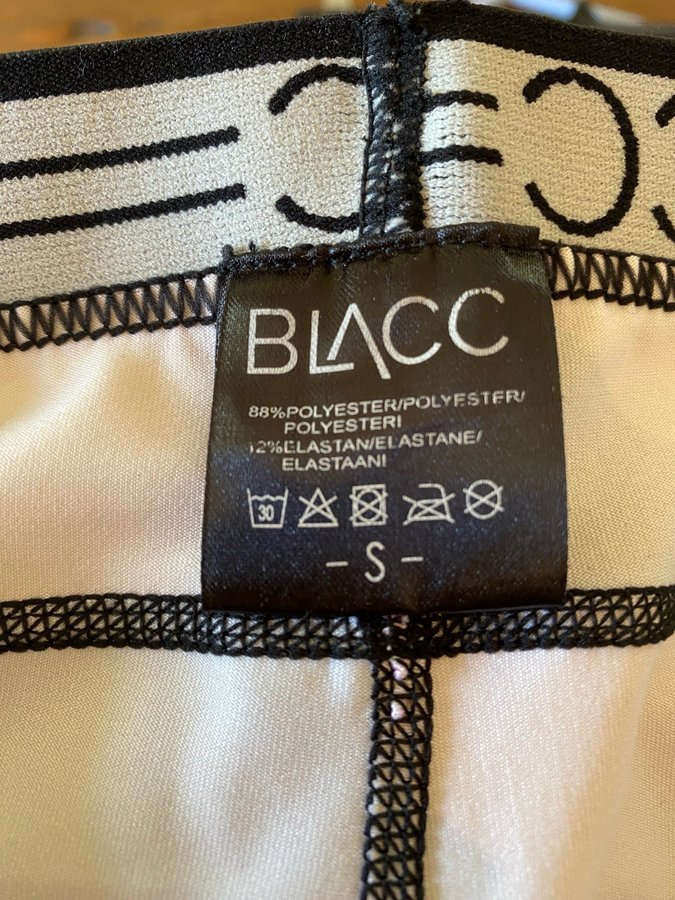 BLACC
88%POLYESTER/POLYESTER/
POLYESTERI
12%ELASTAN/ELASTANE/
ELASTAANI
30
- S -